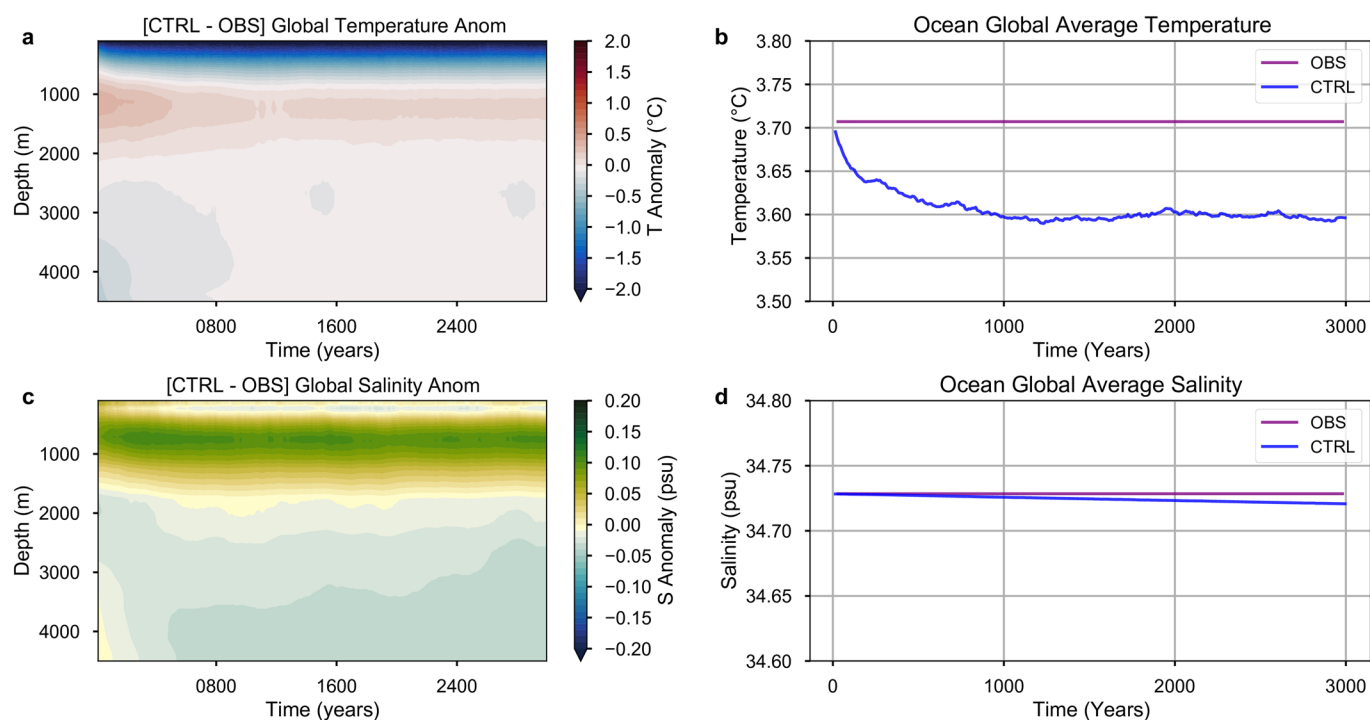 a
[CTRL - OBS] Global Temperature Anom
Depth (m)
1000
2000
3000
4000
0800 1600 2400
Time (years)
2.0
1.5
1.0
0.5
0.0
−0.5
−1.0
−1.5
−2.0
T Anomaly (°C)
b
Ocean Global Average Temperature
Temperature (°C)
3.80
3.75
3.70
3.65
3.60
3.55
3.50
OBS
CTRL
0 1000 2000 3000
Time (Years)
c
[CTRL - OBS] Global Salinity Anom
Depth (m)
1000
2000
3000
4000
0800 1600 2400
Time (years)
0.20
0.15
0.10
0.05
0.00
−0.05
−0.10
−0.15
−0.20
S Anomaly (psu)
d
Ocean Global Average Salinity
Salinity (psu)
34.80
34.75
34.70
34.65
34.60
OBS
CTRL
0 1000 2000 3000
Time (Years)